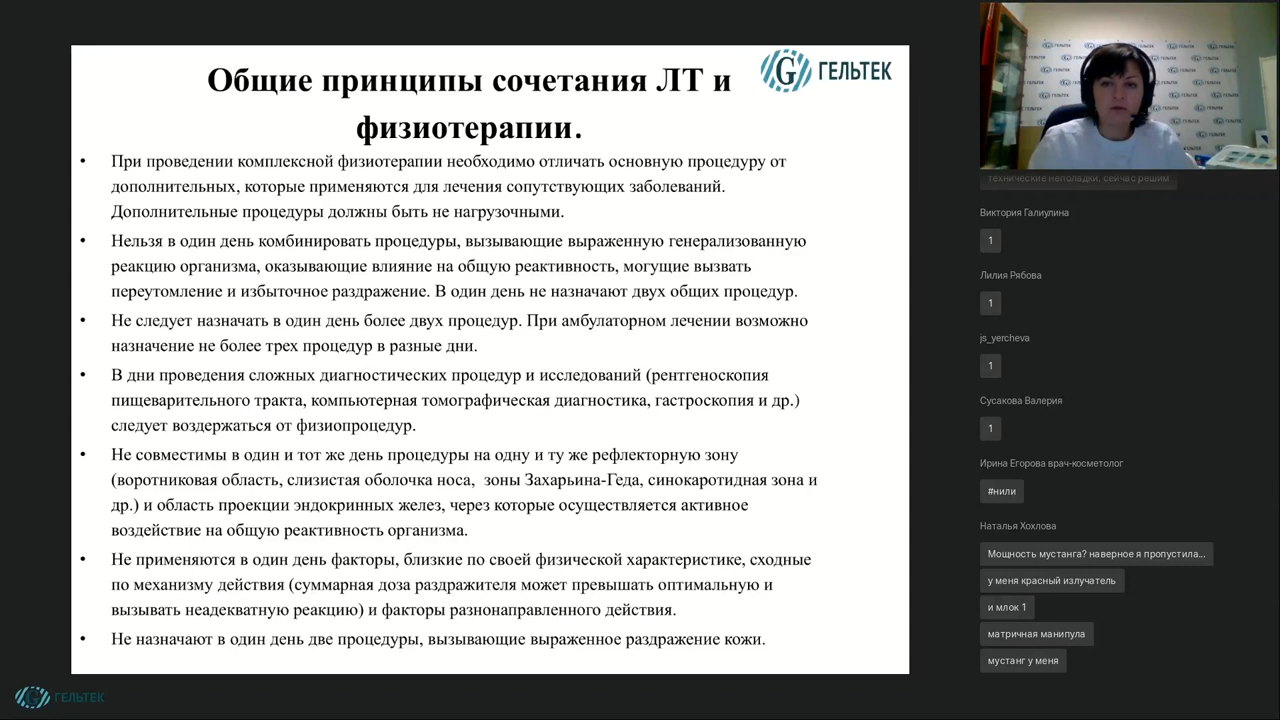 Общие принципы сочетания ЛТ и
физиотерапии.
ГЕЛЬТЕК
• При проведении комплексной физиотерапии необходимо отличать основную процедуру от
дополнительных, которые применяются для лечения сопутствующих заболеваний.
Дополнительные процедуры должны быть не нагрузочными.
• Нельзя в один день комбинировать процедуры, вызывающие выраженную генерализованную
реакцию организма, оказывающие влияние на общую реактивность, могущие вызвать
переутомление и избыточное раздражение. В один день не назначают двух общих процедур.
• Не следует назначать в один день более двух процедур. При амбулаторном лечении возможно
назначение не более трех процедур в разные дни.
• В дни проведения сложных диагностических процедур и исследований (рентгеноскопия
пищеварительного тракта, компьютерная томографическая диагностика, гастроскопия и др.)
следует воздержаться от физиопроцедур.
• Не совместимы в один и тот же день процедуры на одну и ту же рефлекторную зону
(воротниковая область, слизистая оболочка носа, зоны Захарьина-Геда, синокаротидная зона и
др.) и область проекции эндокринных желез, через которые осуществляется активное
воздействие на общую реактивность организма.
• Не применяются в один день факторы, близкие по своей физической характеристике, сходные
по механизму действия (суммарная доза раздражителя может превышать оптимальную и
вызывать неадекватную реакцию) и факторы разнонаправленного действия.
• Не назначают в один день две процедуры, вызывающие выраженное раздражение кожи.
технические неполадки. сейчас решим
Виктория Галиулина
1
Лилия Рябова
1
js_yercheva
1
Сусакова Валерия
1
Ирина Егорова врач-косметолог
#нили
Наталья Хохлова
Мощность мустанга? наверное я пропустила...
у меня красный излучатель
и млок 1
матричная манипула
мустанг у меня
ГЕЛЬТЕК